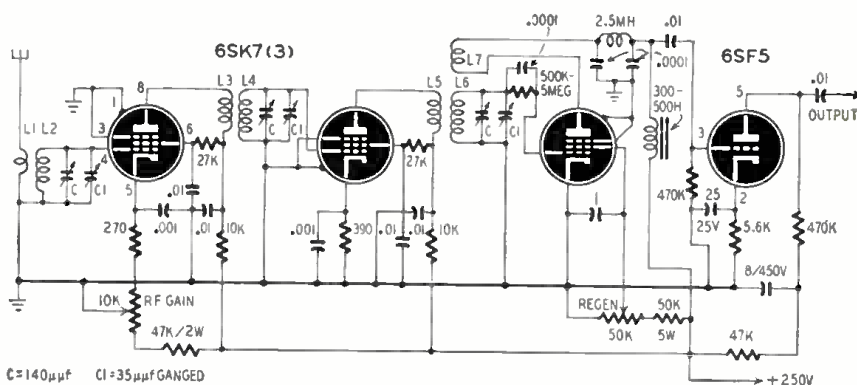 6SK7(3)
.0001
2.5MH
.01
6SF5
L7
.0001
.01
OUTPUT
8
L3
L4
L5
L6
500K-
5MEG
300-
500H
5
1
L1
L2
3
4
6
C
C1
C
C1
C
C1
3
2
27K
27K
5
.01
470K
25
25V
5.6K
470K
270
.001
.01
10K
.001
390
.01
.01
10K
.1
8/450V
10K
RF GAIN
REGEN
50K
50K
5W
47K/2W
47K
C=140µµf
C1=35µµf GANGED
+250V